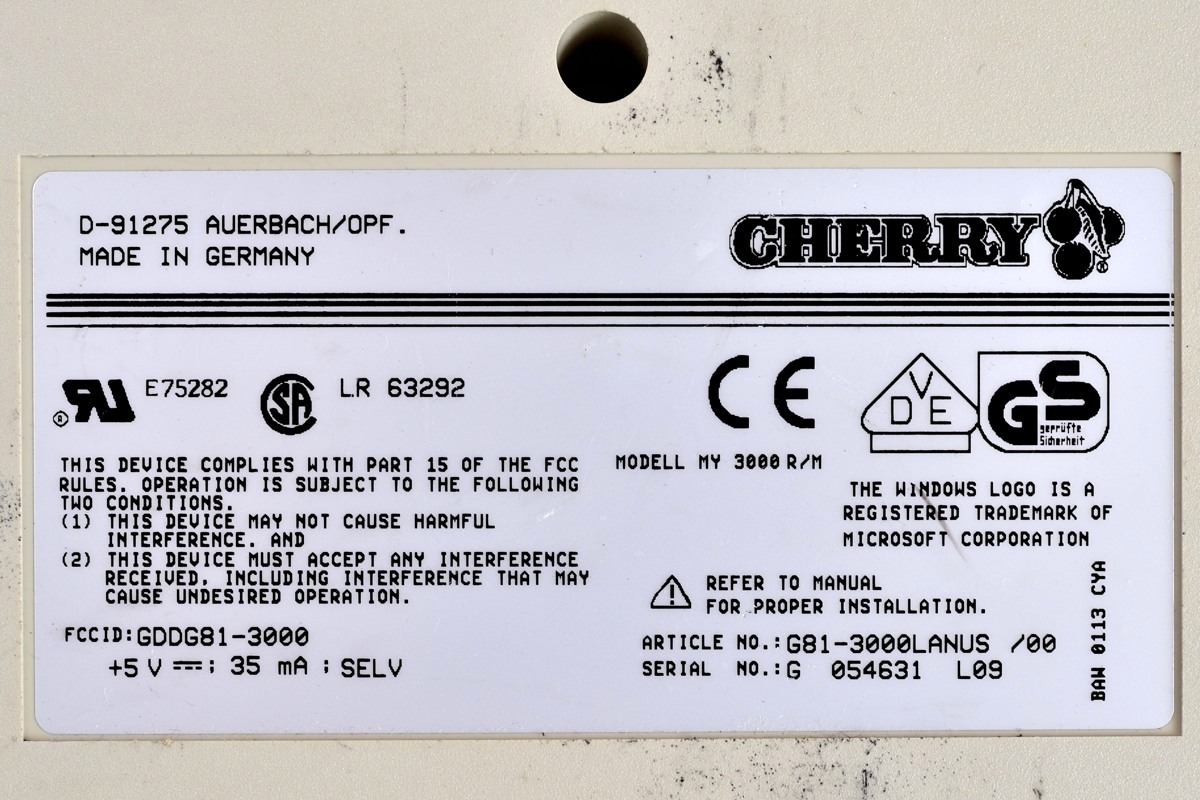 D-91275 AUERBACH/OPF.
MADE IN GERMANY
CHERRY
®
® RU E75282
SA LR 63292
CE
VDE
GS
geprüfte
Sicherheit
THIS DEVICE COMPLIES WITH PART 15 OF THE FCC
RULES. OPERATION IS SUBJECT TO THE FOLLOWING
TWO CONDITIONS.
(1) THIS DEVICE MAY NOT CAUSE HARMFUL
INTERFERENCE. AND
(2) THIS DEVICE MUST ACCEPT ANY INTERFERENCE
RECEIVED, INCLUDING INTERFERENCE THAT MAY
CAUSE UNDESIRED OPERATION.
FCCID:GDDG81-3000
+5 V ⎓; 35 mA ; SELV
MODELL MY 3000 R/M
THE WINDOWS LOGO IS A
REGISTERED TRADEMARK OF
MICROSOFT CORPORATION
REFER TO MANUAL
FOR PROPER INSTALLATION.
ARTICLE NO.:G81-3000LANUS /00
SERIAL NO.:G 054631 L09
BAW 0113 CYA